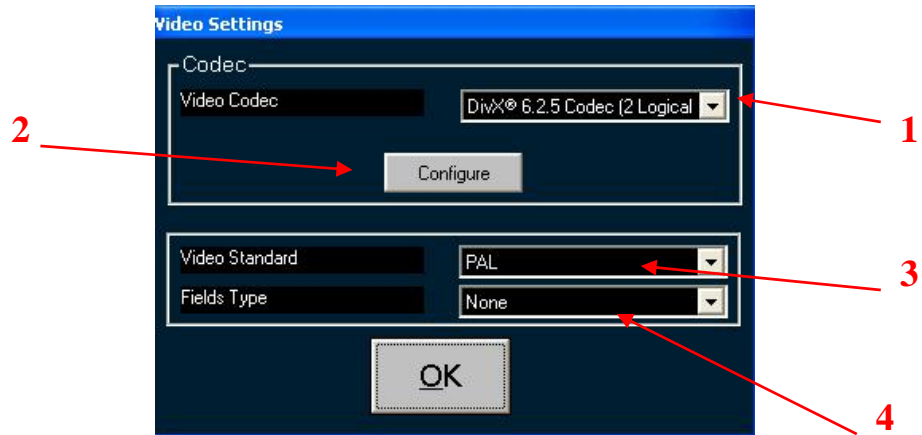 Video Settings
Codec
Video Codec
DivX® 6.2.5 Codec (2 Logical
1
2
Configure
Video Standard
PAL
3
Fields Type
None
OK
4